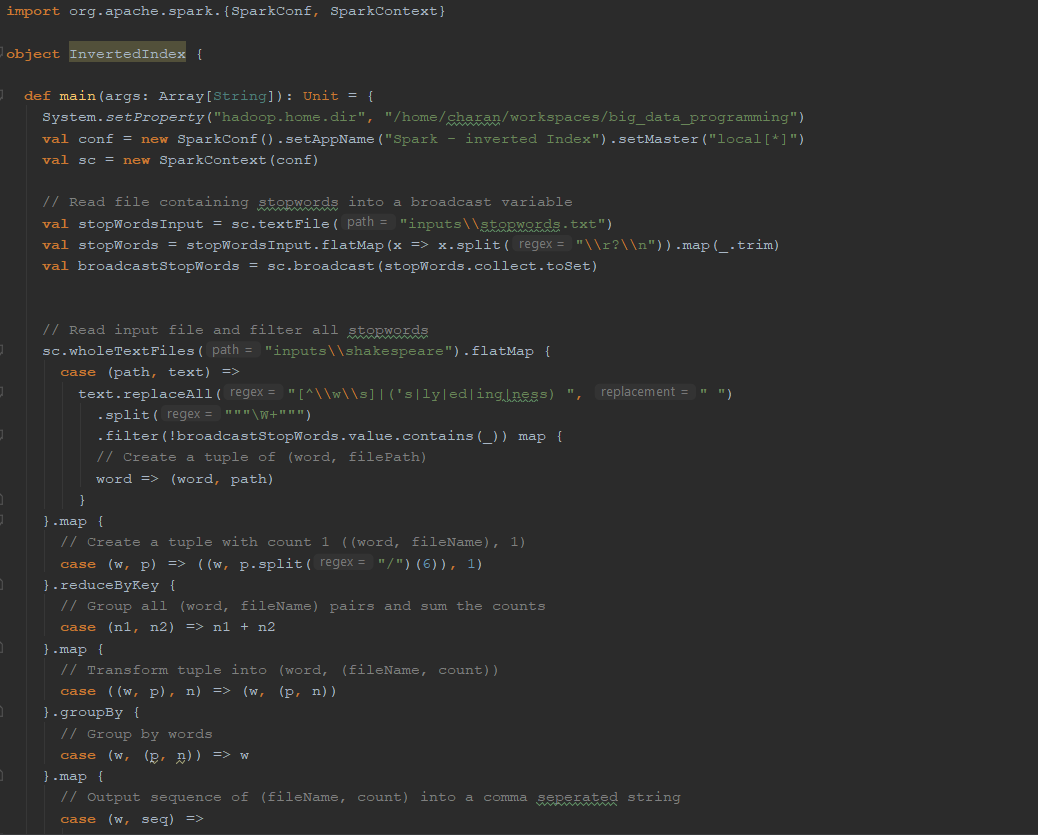 import org.apache.spark.{SparkConf, SparkContext}
object InvertedIndex {
def main(args: Array[String]): Unit = {
System.setProperty("hadoop.home.dir", "/home/charan/workspaces/big_data_programming")
val conf = new SparkConf().setAppName("Spark - inverted Index").setMaster("local[*]")
val sc = new SparkContext(conf)
// Read file containing stopwords into a broadcast variable
val stopWordsInput = sc.textFile( path = "inputs\\stopwords.txt")
val stopWords = stopWordsInput.flatMap(x => x.split( regex = "\\r?\\n")).map(_.trim)
val broadcastStopWords = sc.broadcast(stopWords.collect.toSet)
// Read input file and filter all stopwords
sc.wholeTextFiles( path = "inputs\\shakespeare").flatMap {
case (path, text) =>
text.replaceAll( regex = "[^\\w\\s]|('s|ly|ed|ing|ness) ", replacement = " ")
.split( regex = """\W+""")
.filter(!broadcastStopWords.value.contains(_)) map {
// Create a tuple of (word, filePath)
word => (word, path)
}
}.map {
// Create a tuple with count 1 ((word, fileName), 1)
case (w, p) => ((w, p.split( regex = "/")(6)), 1)
}.reduceByKey {
// Group all (word, fileName) pairs and sum the counts
case (n1, n2) => n1 + n2
}.map {
// Transform tuple into (word, (fileName, count))
case ((w, p), n) => (w, (p, n))
}.groupBy {
// Group by words
case (w, (p, n)) => w
}.map {
// Output sequence of (fileName, count) into a comma seperated string
case (w, seq) =>